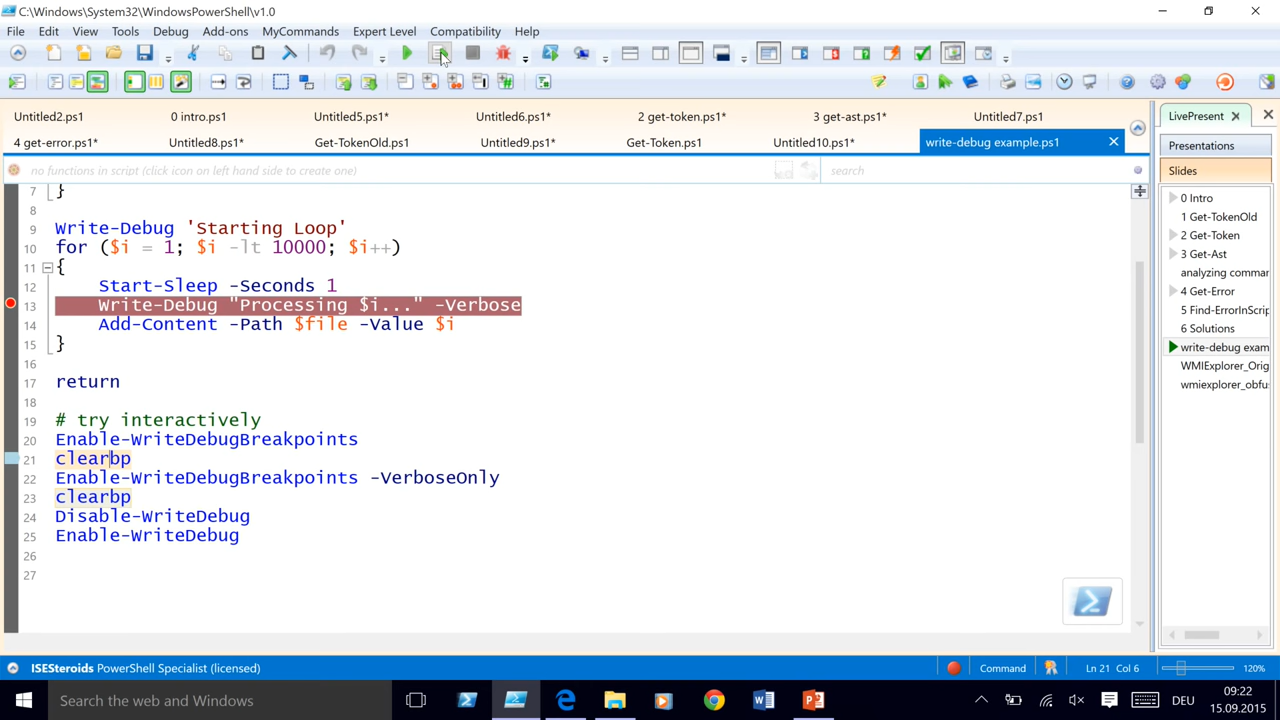 C:\Windows\System32\WindowsPowerShell\v1.0
File Edit View Tools Debug Add-ons MyCommands Expert Level Compatibility Help
Untitled2.ps1 0 intro.ps1 Untitled5.ps1* Untitled6.ps1* 2 get-token.ps1* 3 get-ast.ps1* Untitled7.ps1
4 get-error.ps1* Untitled8.ps1* Get-TokenOld.ps1 Untitled9.ps1* Get-Token.ps1 Untitled10.ps1* write-debug example.ps1
no functions in script (click icon on left hand side to create one) search
7 }
8
9 Write-Debug 'Starting Loop'
10 for ($i = 1; $i -lt 10000; $i++)
11 {
12 Start-Sleep -Seconds 1
13 Write-Debug "Processing $i..." -Verbose
14 Add-Content -Path $file -Value $i
15 }
16
17 return
18
19 # try interactively
20 Enable-WriteDebugBreakpoints
21 clearbp
22 Enable-WriteDebugBreakpoints -VerboseOnly
23 clearbp
24 Disable-WriteDebug
25 Enable-WriteDebug
26
27
LivePresent
Presentations
Slides
0 Intro
1 Get-TokenOld
2 Get-Token
3 Get-Ast
analyzing comma
4 Get-Error
5 Find-ErrorInScrip
6 Solutions
write-debug exam
WMIExplorer_Orig
wmiexplorer_obfus
ISESteroids PowerShell Specialist (licensed) Command Ln 21 Col 6 120%
Search the web and Windows DEU 09:22
15.09.2015